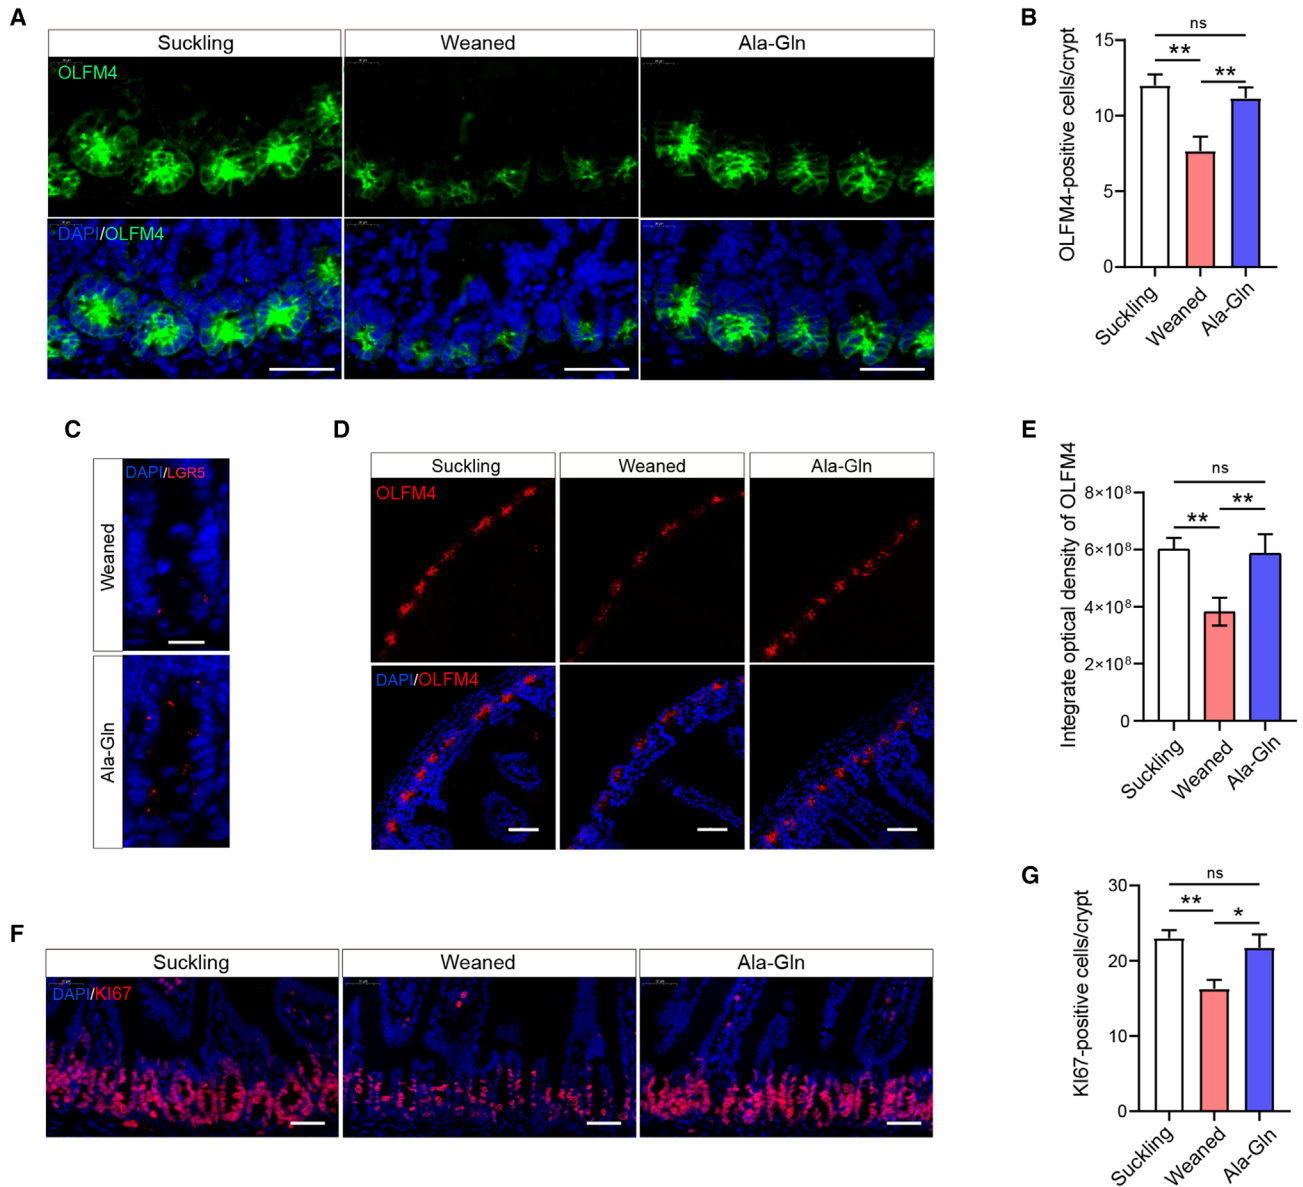 A
Suckling
Weaned
Ala-Gln
OLFM4
DAPI/OLFM4
B
OLFM4-positive cells/crypt
15
10
5
0
ns
**
**
Suckling
Weaned
Ala-Gln
C
Weaned
DAPI/LGR5
Ala-Gln
D
Suckling
Weaned
Ala-Gln
OLFM4
DAPI/OLFM4
E
Integrate optical density of OLFM4
8×10⁸
6×10⁸
4×10⁸
2×10⁸
0
ns
**
**
Suckling
Weaned
Ala-Gln
F
Suckling
Weaned
Ala-Gln
DAPI/KI67
G
KI67-positive cells/crypt
30
20
10
0
ns
**
*
Suckling
Weaned
Ala-Gln